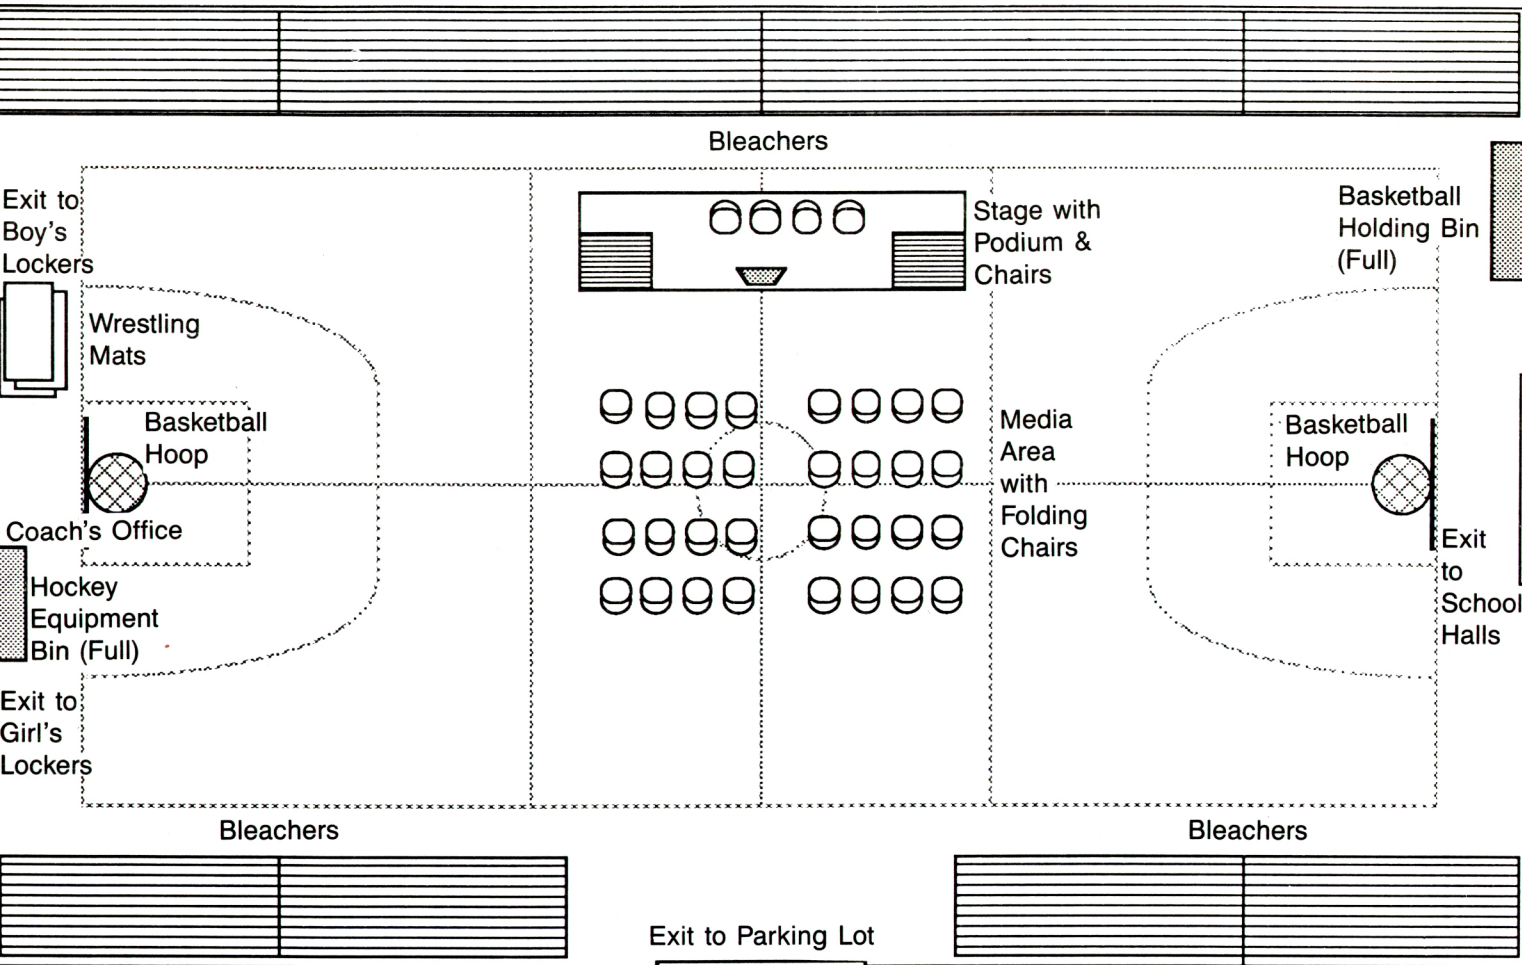 Bleachers
Exit to
Boy's
Lockers
Stage with
Podium &
Chairs
Basketball
Holding Bin
(Full)
Wrestling
Mats
Basketball
Hoop
Media
Area
with
Folding
Chairs
Basketball
Hoop
Coach's Office
Exit
to
School
Halls
Hockey
Equipment
Bin (Full)
Exit to
Girl's
Lockers
Bleachers
Bleachers
Exit to Parking Lot